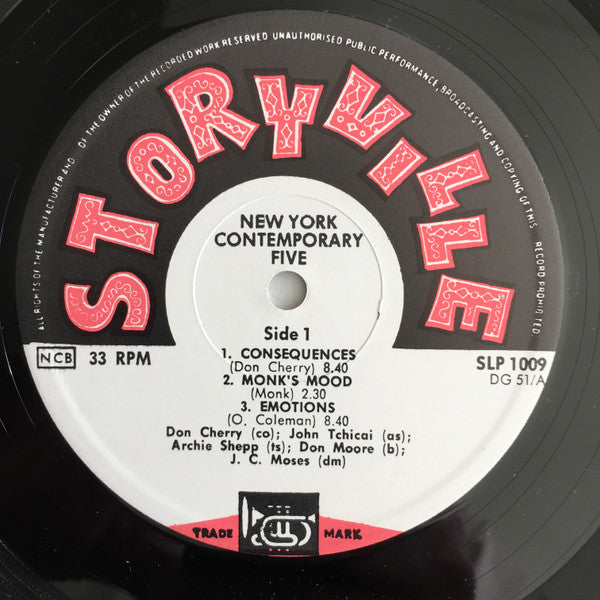 ALL RIGHTS OF THE MANUFACTURER AND OF THE OWNER OF THE RECORDED WORK RESERVED UNAUTHORISED PUBLIC PERFORMANCE, BROADCASTING AND COPYING OF THIS RECORD PROHIBITED
STORYVILLE
NEW YORK
CONTEMPORARY
FIVE
Side 1
NCB 33 RPM
SLP 1009
DG 51/A
1. CONSEQUENCES
(Don Cherry) 8.40
2. MONK'S MOOD
(Monk) 2.30
3. EMOTIONS
(O. Coleman) 8.40
Don Cherry (co); John Tchicai (as);
Archie Shepp (ts); Don Moore (b);
J. C. Moses (dm)
TRADE MARK